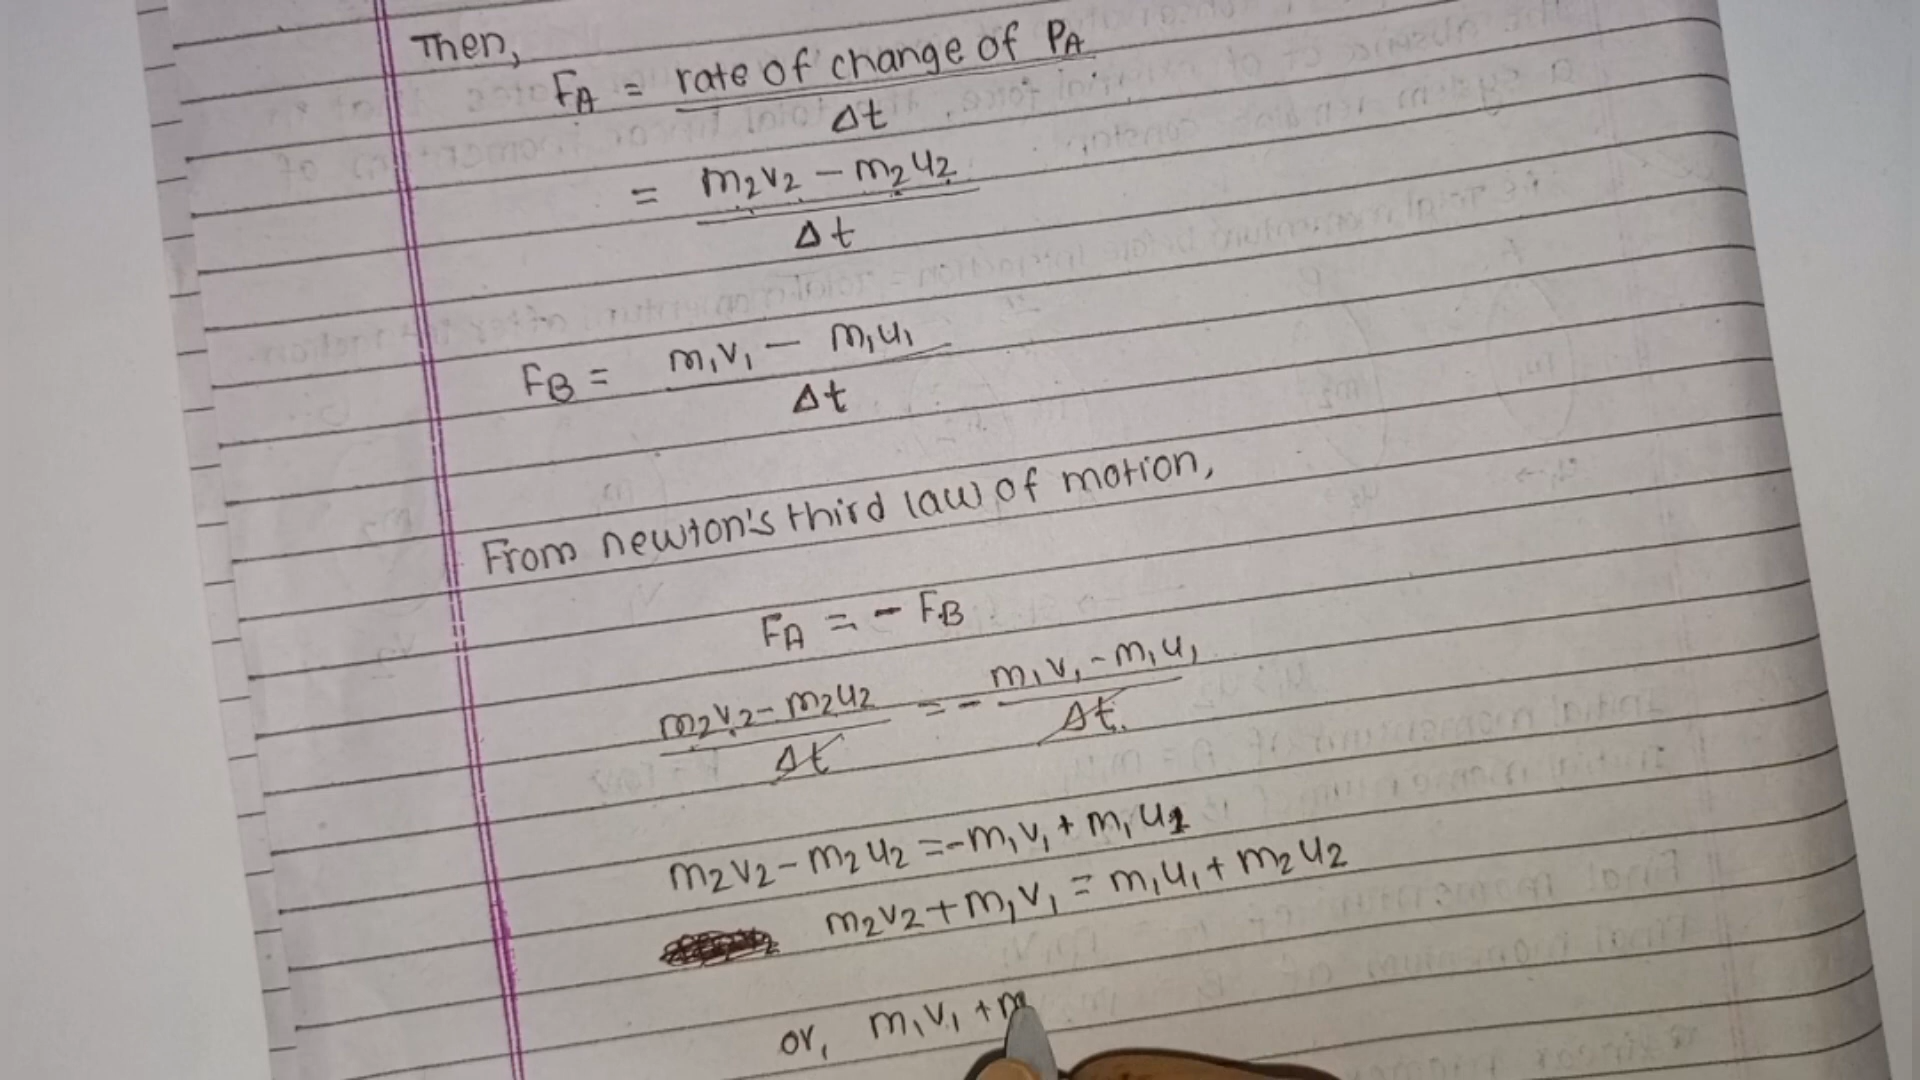 Then,
FA = rate of change of PA / Δt
= m2v2 − m2u2 / Δt
FB = m1v1 − m1u1 / Δt
From newton's third law of motion,
FA = - FB
m2v2 - m2u2 / Δt = - m1v1 - m1u1 / Δt.
m2v2 - m2u2 = -m1v1 + m1u1
m2v2 + m1v1 = m1u1 + m2u2
or, m1v1 + m